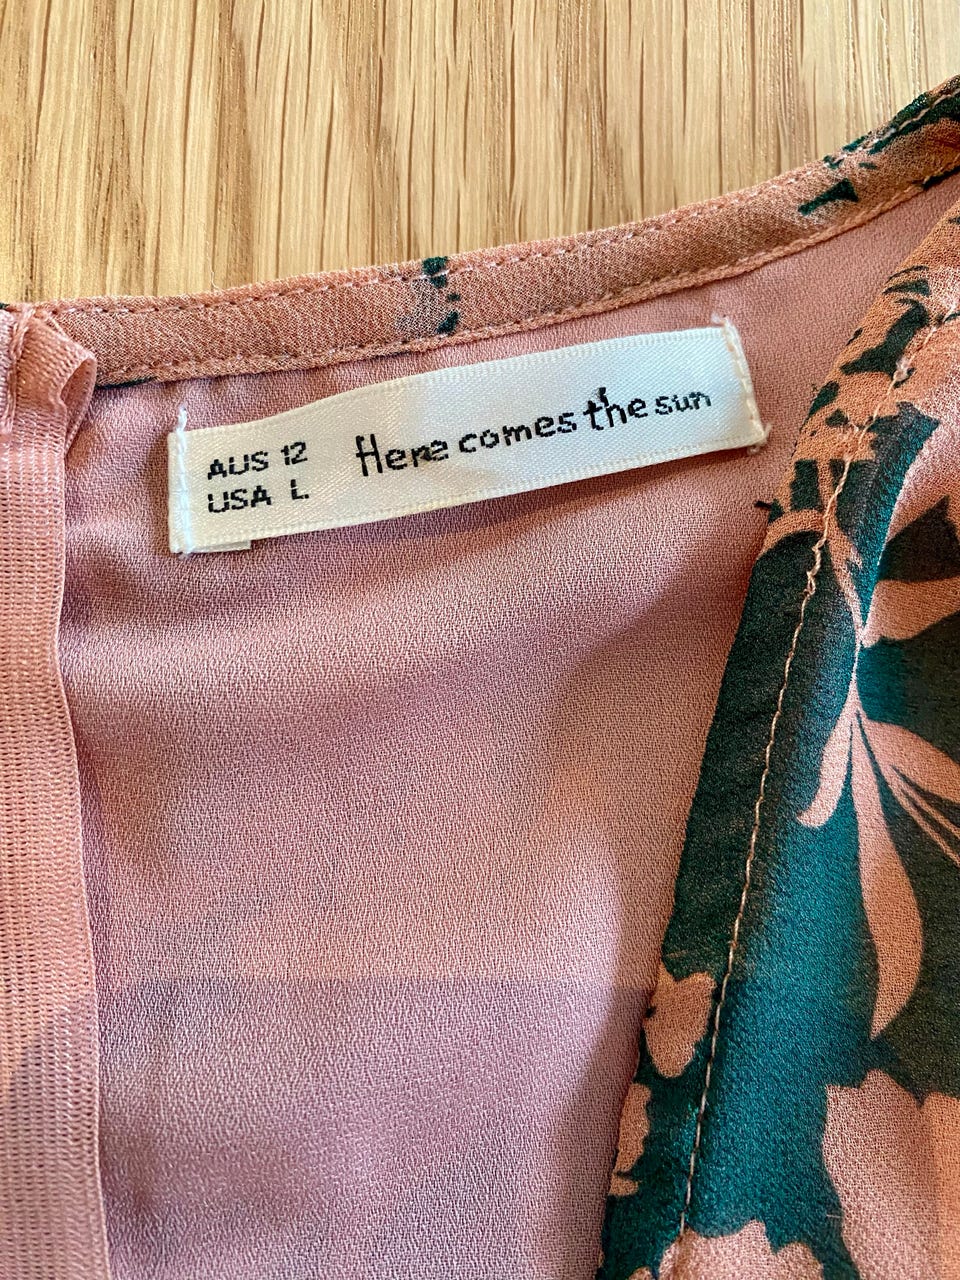 AUS 12
USA L
Here comes the sun